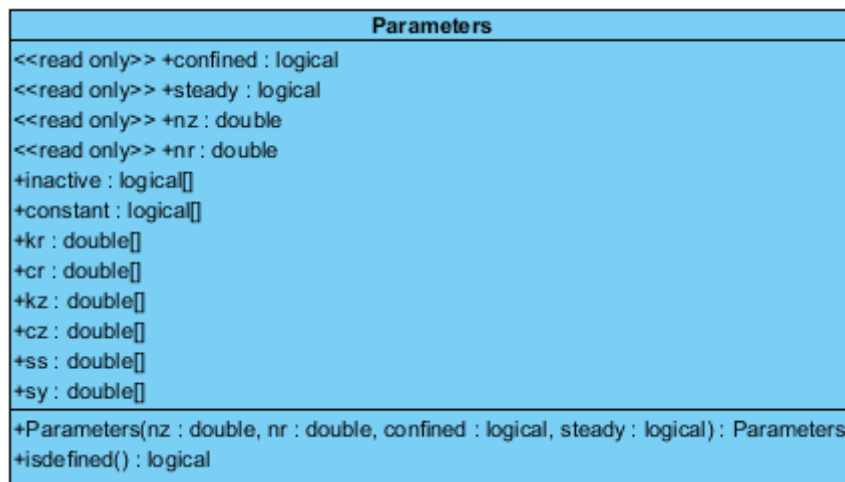 Parameters
<<read only>> +confined : logical
<<read only>> +steady : logical
<<read only>> +nz : double
<<read only>> +nr : double
+inactive : logical[]
+constant : logical[]
+kr : double[]
+cr : double[]
+kz : double[]
+cz : double[]
+ss : double[]
+sy : double[]
+Parameters(nz : double, nr : double, confined : logical, steady : logical) : Parameters
+isdefined() : logical